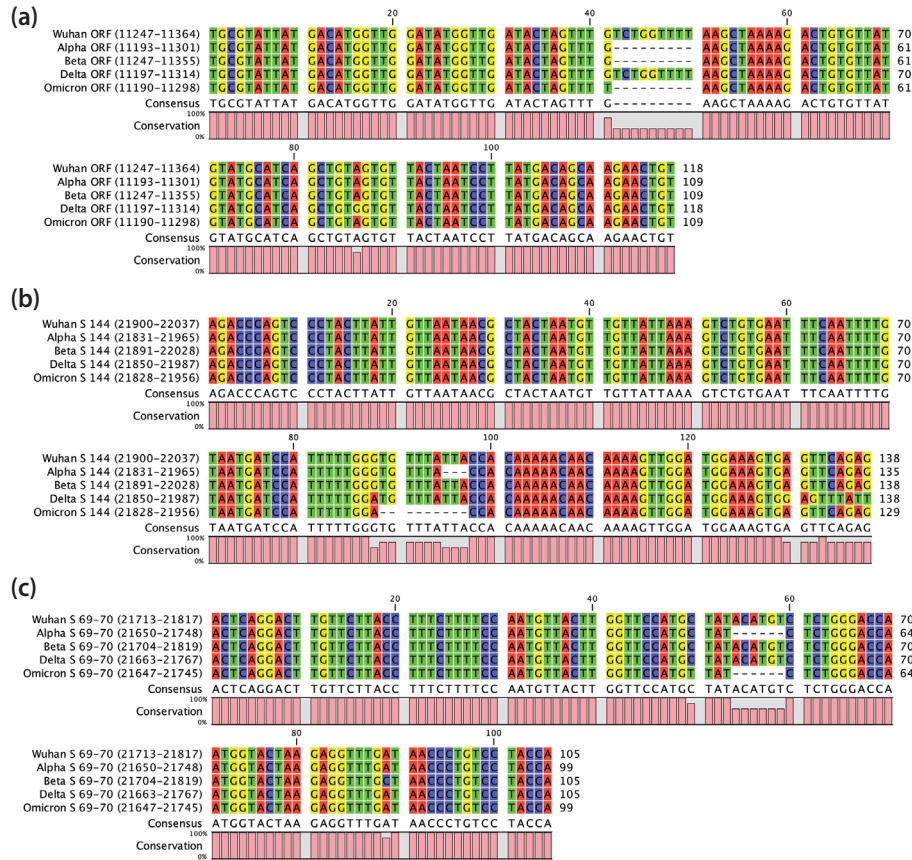 (a)
20 40 60
Wuhan ORF (11247-11364) TGCGTATTAT GACATGGTTG GATATGGTTG ATACTAGTTT GTCTGGTTTT AAGCTAAAAG ACTGTGTTAT 70
Alpha ORF (11193-11301) TGCGTATTAT GACATGGTTG GATATGGTTG ATACTAGTTT G--------- AAGCTAAAAG ACTGTGTTAT 61
Beta ORF (11247-11355) TGCGTATTAT GACATGGTTG GATATGGTTG ATACTAGTTT G--------- AAGCTAAAAG ACTGTGTTAT 61
Delta ORF (11197-11314) TGCGTATTAT GACATGGTTG GATATGGTTG ATACTAGTTT GTCTGGTTTT AAGCTAAAAG ACTGTGTTAT 70
Omicron ORF (11190-11298) TGCGTATTAT GACATGGTTG GATATGGTTG ATACTAGTTT T--------- AAGCTAAAAG ACTGTGTTAT 61
Consensus TGCGTATTAT GACATGGTTG GATATGGTTG ATACTAGTTT G--------- AAGCTAAAAG ACTGTGTTAT
100%
Conservation
0%
80 100
Wuhan ORF (11247-11364) GTATGCATCA GCTGTAGTGT TACTAATCCT TATGACAGCA AGAACTGT 118
Alpha ORF (11193-11301) GTATGCATCA GCTGTAGTGT TACTAATCCT TATGACAGCA AGAACTGT 109
Beta ORF (11247-11355) GTATGCATCA GCTGTAGTGT TACTAATCCT TATGACAGCA AGAACTGT 109
Delta ORF (11197-11314) GTATGCATCA GCTGTGGTGT TACTAATCCT TATGACAGCA AGAACTGT 118
Omicron ORF (11190-11298) GTATGCATCA GCTGTAGTGT TACTAATCCT TATGACAGCA AGAACTGT 109
Consensus GTATGCATCA GCTGTAGTGT TACTAATCCT TATGACAGCA AGAACTGT
100%
Conservation
0%
(b)
20 40 60
Wuhan S 144 (21900-22037) AGACCCAGTC CCTACTTATT GTTAATAACG CTACTAATGT TGTTATTAAA GTCTGTGAAT TTCAATTTTG 70
Alpha S 144 (21831-21965) AGACCCAGTC CCTACTTATT GTTAATAACG CTACTAATGT TGTTATTAAA GTCTGTGAAT TTCAATTTTG 70
Beta S 144 (21891-22028) AGACCCAGTC CCTACTTATT GTTAATAACG CTACTAATGT TGTTATTAAA GTCTGTGAAT TTCAATTTTG 70
Delta S 144 (21850-21987) AGACCCAGTC CCTACTTATT GTTAATAACG CTACTAATGT TGTTATTAAA GTCTGTGAAT TTCAATTTTG 70
Omicron S 144 (21828-21956) AGACCCAGTC CCTACTTATT GTTAATAACG CTACTAATGT TGTTATTAAA GTCTGTGAAT TTCAATTTTG 70
Consensus AGACCCAGTC CCTACTTATT GTTAATAACG CTACTAATGT TGTTATTAAA GTCTGTGAAT TTCAATTTTG
100%
Conservation
0%
80 100 120
Wuhan S 144 (21900-22037) TAATGATCCA TTTTTGGGTG TTTATTACCA CAAAAACAAC AAAAGTTGGA TGGAAAGTGA GTTCAGAG 138
Alpha S 144 (21831-21965) TAATGATCCA TTTTTGGGTG TTTA---CCA CAAAAACAAC AAAAGTTGGA TGGAAAGTGA GTTCAGAG 135
Beta S 144 (21891-22028) TAATGATCCA TTTTTGGGTG TTTATTACCA CAAAAACAAC AAAAGTTGGA TGGAAAGTGA GTTCAGAG 138
Delta S 144 (21850-21987) TAATGATCCA TTTTTGGATG TTTATTACCA CAAAAACAAC AAAAGTTGGA TGGAAAGTGG AGTTTATT 138
Omicron S 144 (21828-21956) TAATGATCCA TTTTTGGA-- -------CCA CAAAAACAAC AAAAGTTGGA TGGAAAGTGA GTTCAGAG 129
Consensus TAATGATCCA TTTTTGGGTG TTTATTACCA CAAAAACAAC AAAAGTTGGA TGGAAAGTGA GTTCAGAG
100%
Conservation
0%
(c)
20 40 60
Wuhan S 69-70 (21713-21817) ACTCAGGACT TGTTCTTACC TTTCTTTTCC AATGTTACTT GGTTCCATGC TATACATGTC TCTGGGACCA 70
Alpha S 69-70 (21650-21748) ACTCAGGACT TGTTCTTACC TTTCTTTTCC AATGTTACTT GGTTCCATGC TAT------C TCTGGGACCA 64
Beta S 69-70 (21704-21819) ACTCAGGACT TGTTCTTACC TTTCTTTTCC AATGTTACTT GGTTCCATGC TATACATGTC TCTGGGACCA 70
Delta S 69-70 (21663-21767) ACTCAGGACT TGTTCTTACC TTTCTTTTCC AATGTTACTT GGTTCCATGC TATACATGTC TCTGGGACCA 70
Omicron S 69-70 (21647-21745) ACTCAGGACT TGTTCTTACC TTTCTTTTCC AATGTTACTT GGTTCCATGT TAT------C TCTGGGACCA 64
Consensus ACTCAGGACT TGTTCTTACC TTTCTTTTCC AATGTTACTT GGTTCCATGC TATACATGTC TCTGGGACCA
100%
Conservation
0%
80 100
Wuhan S 69-70 (21713-21817) ATGGTACTAA GAGGTTTGAT AACCCTGTCC TACCA 105
Alpha S 69-70 (21650-21748) ATGGTACTAA GAGGTTTGAT AACCCTGTCC TACCA 99
Beta S 69-70 (21704-21819) ATGGTACTAA GAGGTTTGCT AACCCTGTCC TACCA 105
Delta S 69-70 (21663-21767) ATGGTACTAA GAGGTTTGAT AACCCTGTCC TACCA 105
Omicron S 69-70 (21647-21745) ATGGTACTAA GAGGTTTGAT AACCCTGTCC TACCA 99
Consensus ATGGTACTAA GAGGTTTGAT AACCCTGTCC TACCA
100%
Conservation
0%